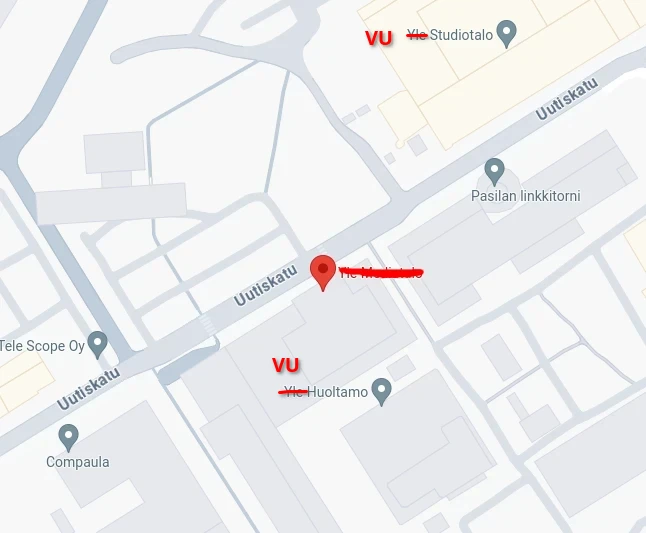 VU
Yle Studiotalo
Uutiskatu
Pasilan linkkitorni
Uutiskatu
VU
Tele Scope Oy
Yle Huoltamo
Uutiskatu
Compaula